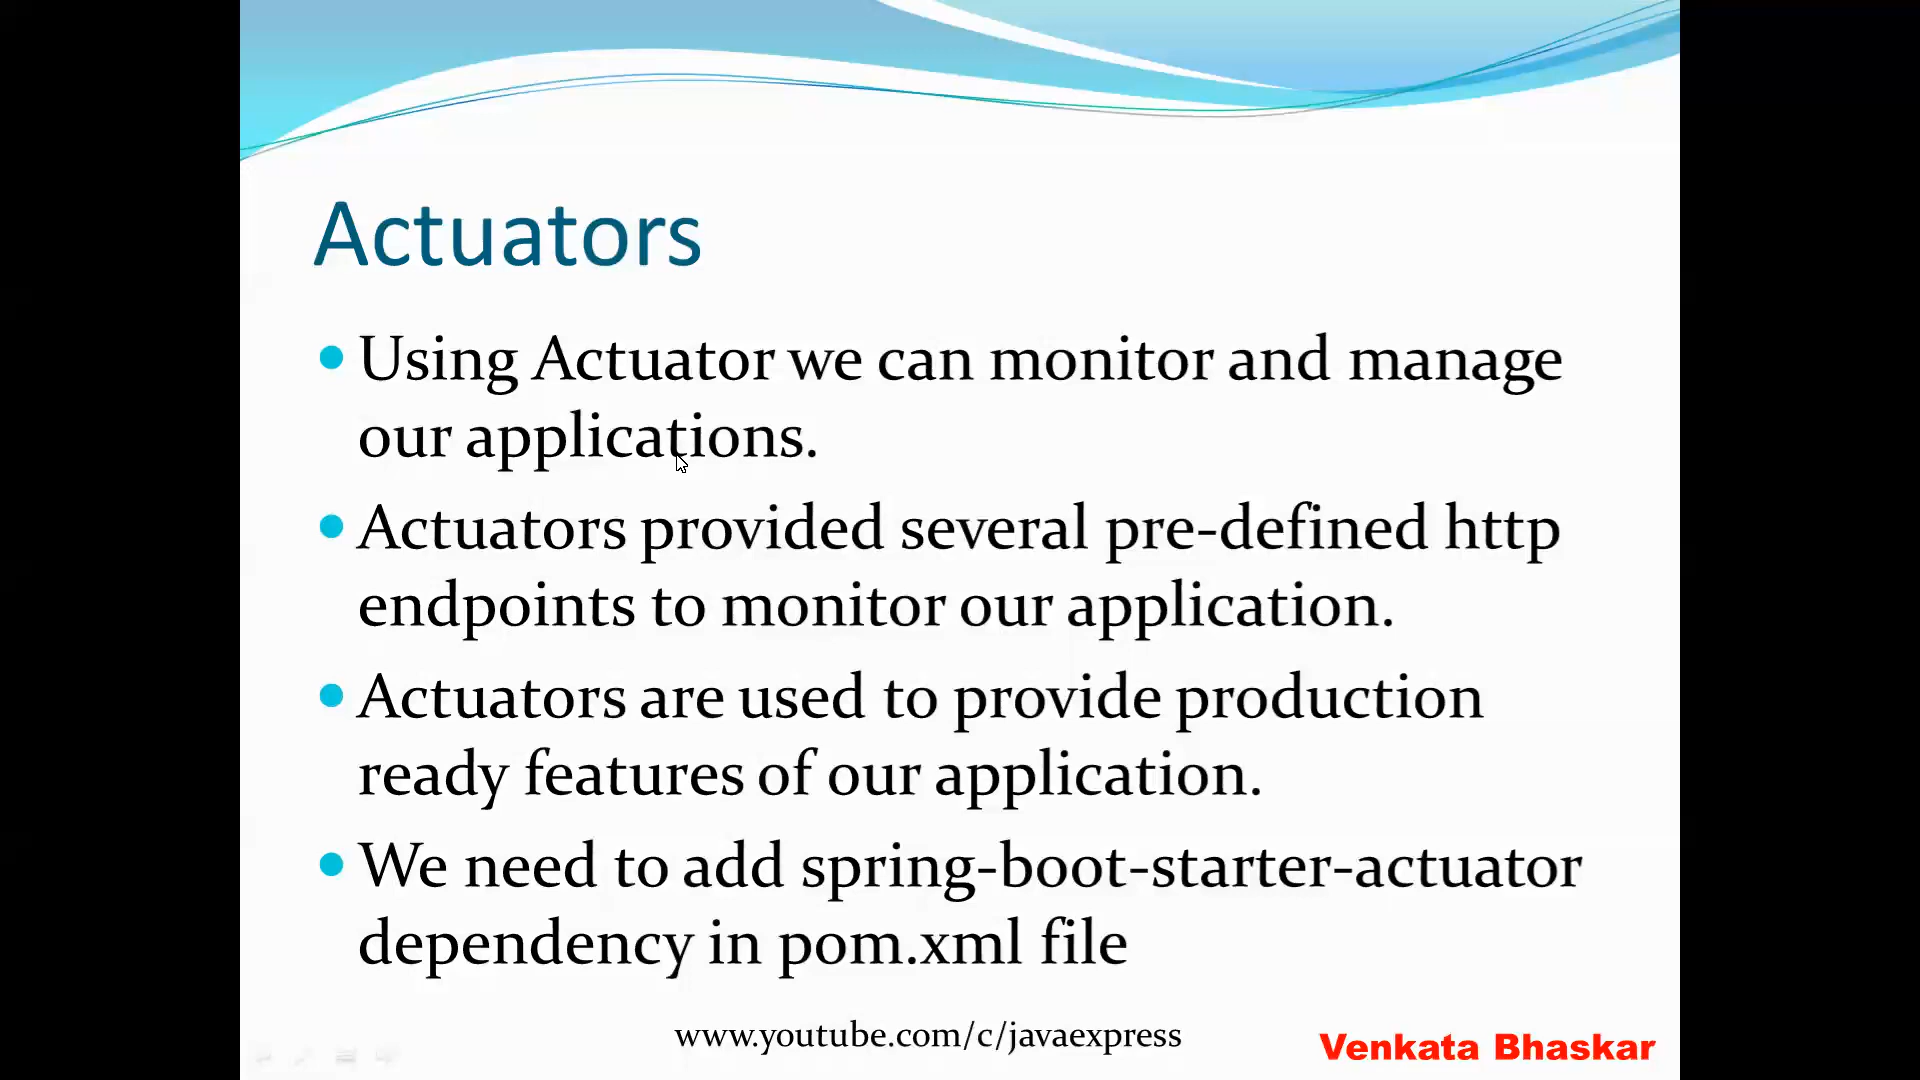 Actuators
Using Actuator we can monitor and manage
our applications.
Actuators provided several pre-defined http
endpoints to monitor our application.
Actuators are used to provide production
ready features of our application.
We need to add spring-boot-starter-actuator
dependency in pom.xml file
www.youtube.com/c/javaexpress
Venkata Bhaskar